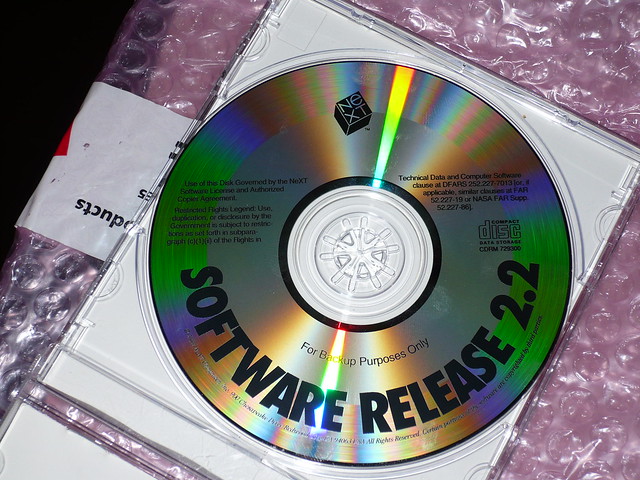 NeXT
TM
Use of this Disk Governed by the NeXT
Software License and Authorized
Copier Agreement.
Restricted Rights Legend: Use,
duplication, or disclosure by the
Government is subject to restric-
tions as set forth in subpara-
graph (c)(1)(ii) of the Rights in
Technical Data and Computer Software
clause at DFARS 252.227-7013 [or, if
applicable, similar clauses at FAR
52.227-19 or NASA FAR Supp.
52.227-86].
COMPACT
disc
DATA STORAGE
CDRM 729300
For Backup Purposes Only
SOFTWARE RELEASE 2.2
All Rights Reserved.
oducts